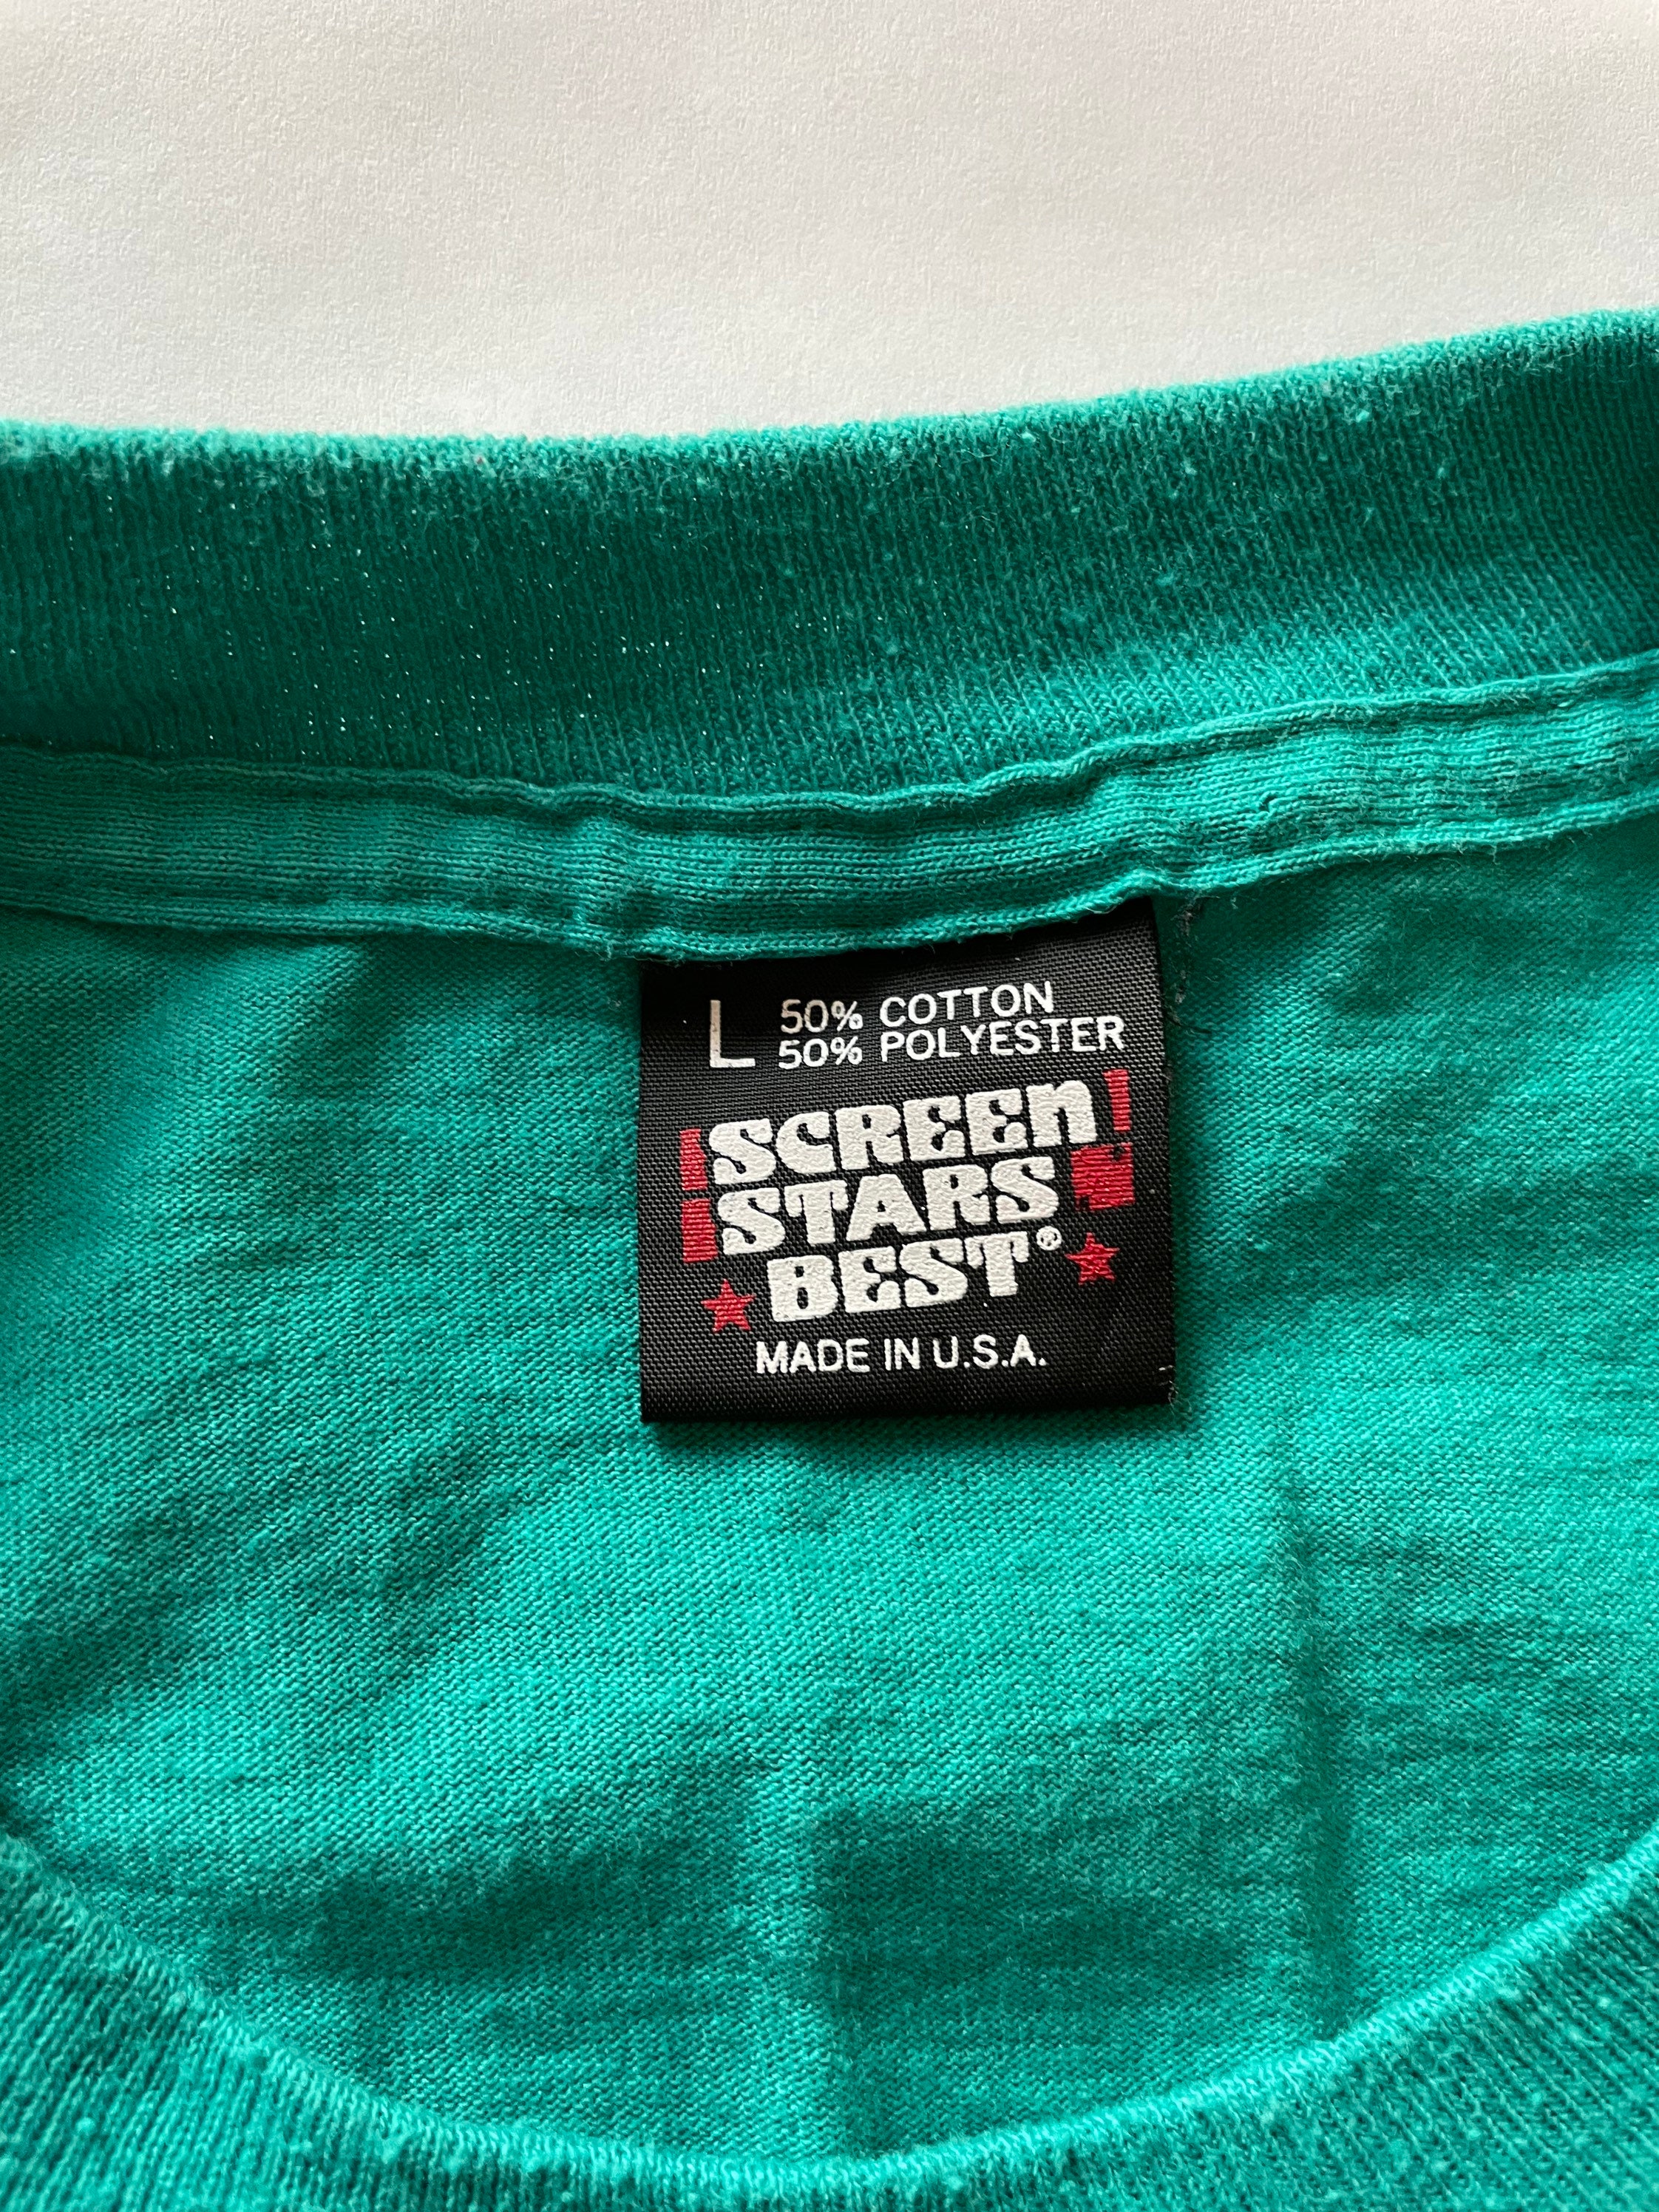 L 50% COTTON
50% POLYESTER
SCREEN
STARS
BEST®
MADE IN U.S.A.